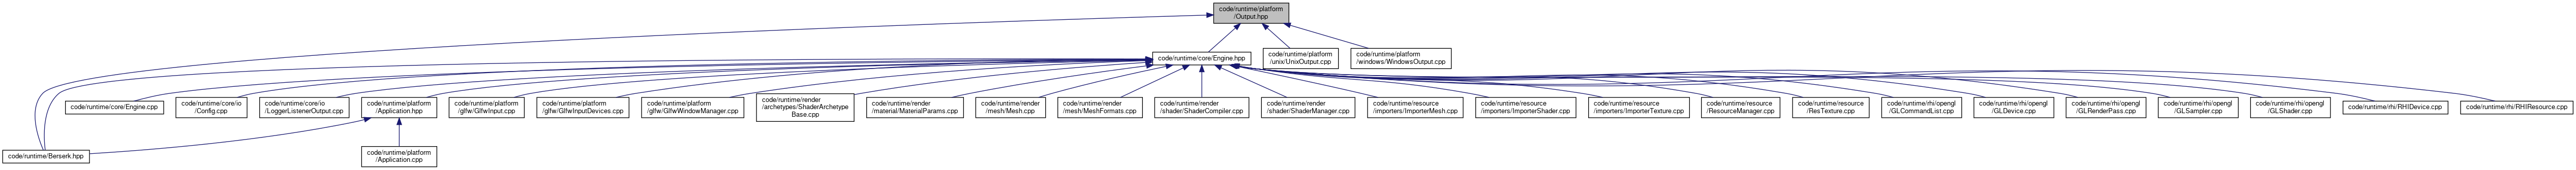 code/runtime/platform
/Output.hpp
code/runtime/core/Engine.hpp
code/runtime/platform
/unix/UnixOutput.cpp
code/runtime/platform
/windows/WindowsOutput.cpp
code/runtime/core/Engine.cpp
code/runtime/core/io
/Config.cpp
code/runtime/core/io
/LoggerListenerOutput.cpp
code/runtime/platform
/Application.hpp
code/runtime/platform
/glfw/GlfwInput.cpp
code/runtime/platform
/glfw/GlfwInputDevices.cpp
code/runtime/platform
/glfw/GlfwWindowManager.cpp
code/runtime/render
/archetypes/ShaderArchetype
Base.cpp
code/runtime/render
/material/MaterialParams.cpp
code/runtime/render
/mesh/Mesh.cpp
code/runtime/render
/mesh/MeshFormats.cpp
code/runtime/render
/shader/ShaderCompiler.cpp
code/runtime/render
/shader/ShaderManager.cpp
code/runtime/resource
/importers/ImporterMesh.cpp
code/runtime/resource
/importers/ImporterShader.cpp
code/runtime/resource
/importers/ImporterTexture.cpp
code/runtime/resource
/ResourceManager.cpp
code/runtime/resource
/ResTexture.cpp
code/runtime/rhi/opengl
/GLCommandList.cpp
code/runtime/rhi/opengl
/GLDevice.cpp
code/runtime/rhi/opengl
/GLRenderPass.cpp
code/runtime/rhi/opengl
/GLSampler.cpp
code/runtime/rhi/opengl
/GLShader.cpp
code/runtime/rhi/RHIDevice.cpp
code/runtime/rhi/RHIResource.cpp
code/runtime/Berserk.hpp
code/runtime/platform
/Application.cpp